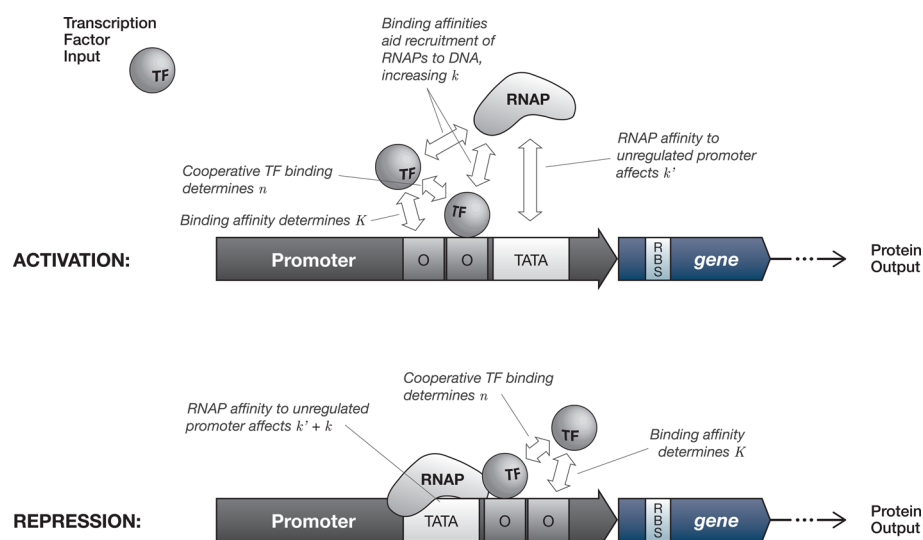 Transcription
Factor
Input
TF
Binding affinities
aid recruitment of
RNAPs to DNA,
increasing k
RNAP
RNAP affinity to
unregulated promoter
affects k’
TF
Cooperative TF binding
determines n
Binding affinity determines K
TF
ACTIVATION:
Promoter
O
O
TATA
RBS
gene
Protein
Output
Cooperative TF binding
determines n
RNAP affinity to unregulated
promoter affects k’ + k
TF
Binding affinity
determines K
RNAP
TF
REPRESSION:
Promoter
TATA
O
O
RBS
gene
Protein
Output